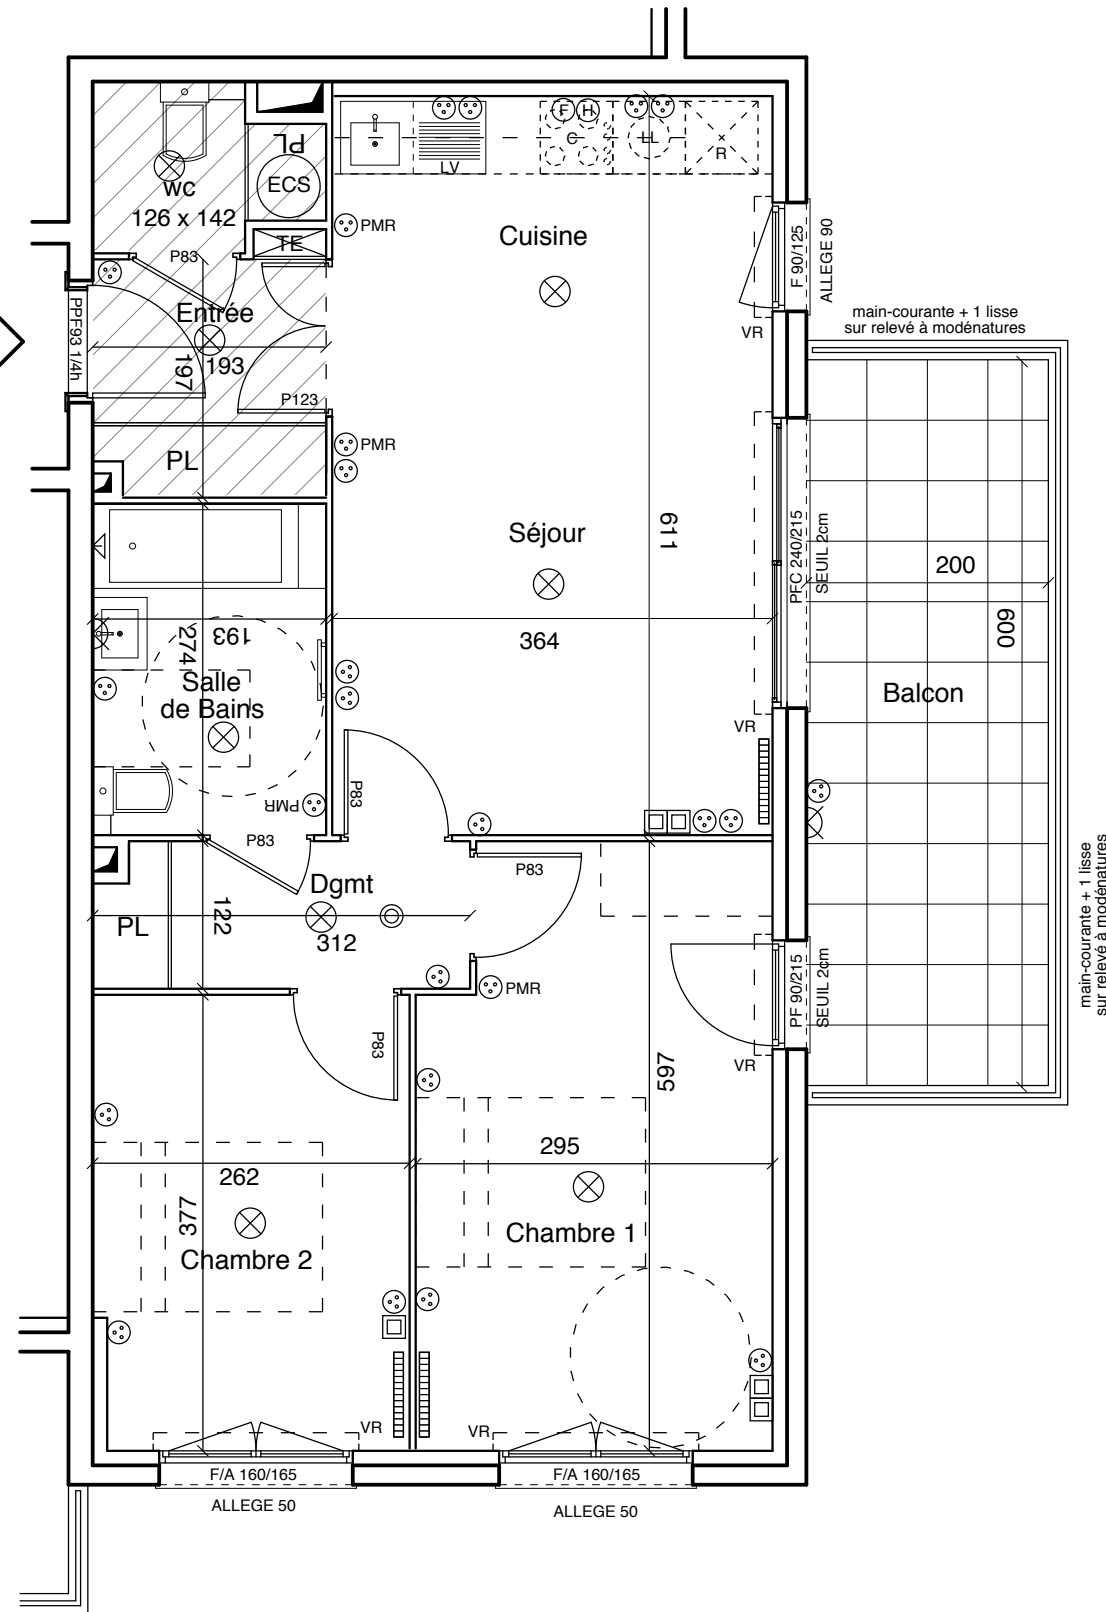 F H
C
LL
R
LV
PL
ECS
wc
126 x 142
PMR
TE
Cuisine
P83
F 90/125
ALLEGE 90
VR
Entrée
193
197
PPF93 1/4h
P123
main-courante + 1 lisse
sur relevé à modénatures
PL
PMR
Séjour
611
PFC 240/215
SEUIL 2cm
200
600
364
193
274
Salle
de Bains
Balcon
VR
P83
PMR
P83
Dgmt
P83
122
312
PL
PMR
PF 90/215
SEUIL 2cm
main-courante + 1 lisse
sur relevé à modénatures
P83
597
VR
295
262
377
Chambre 1
Chambre 2
VR
VR
F/A 160/165
F/A 160/165
ALLEGE 50
ALLEGE 50